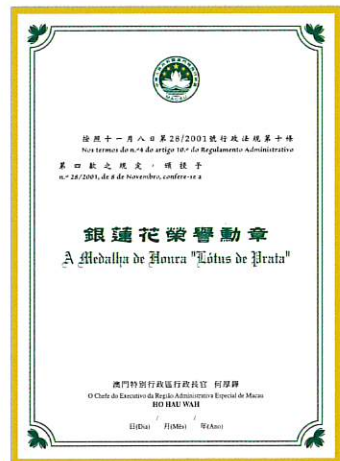 MACAU
按照十一月八日第28/2001號行政法規第十條
Nos termos do n.º4 do artigo 10.º do Regulamento Administrativo
第四款之規定，頒授予
n.º 28/2001, de 8 de Novembro, confere-se a
銀蓮花榮譽勳章
A Medalha de Honra "Lótus de Prata"
澳門特別行政區行政長官 何厚鏵
O Chefe do Executivo da Região Administrativa Especial de Macau
HO HAU WAH
/ /
日(Dia) 月(Mês) 年(Ano)